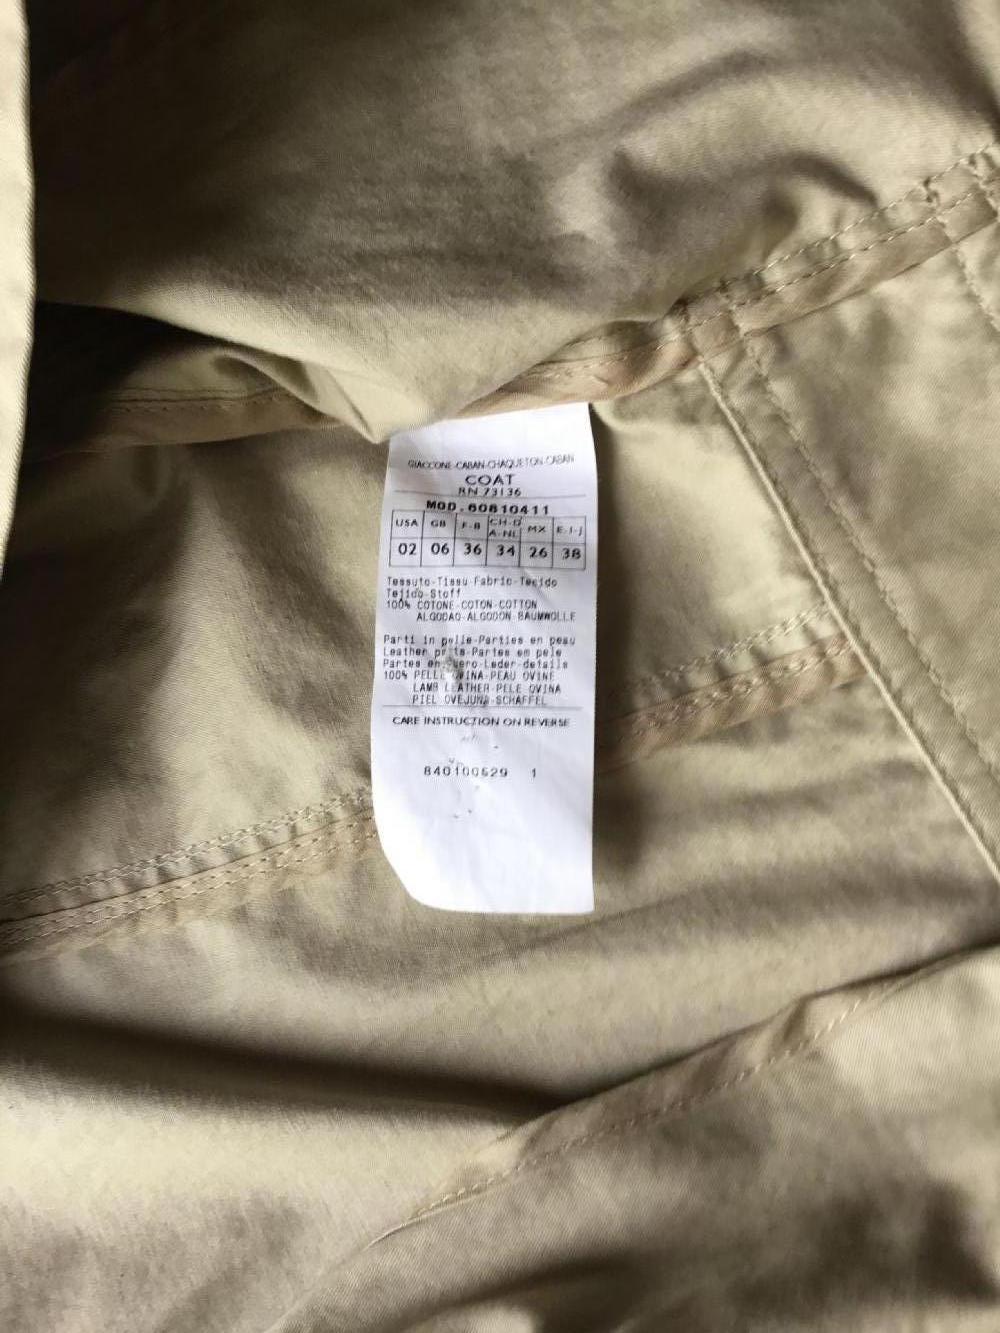 GIACCONE-CABAN-CHAQUETON-CABAN
COAT
RN 73136
MOD.60810411
USA GB F-B CH-D A-NL MX E-I-J
02 06 36 34 26 38
Tessuto-Tissu Fabric-Tecido
Tejido-Stoff
100% COTONE-COTON-COTTON
ALGODAO-ALGODON-BAUMWOLLE
Parti in pelle-Parties en peau
Leather parts-Partes em pele
Partes en cuero-Leder-details
100% PELLE OVINA-PEAU OVINE
LAMB LEATHER-PELE OVINA
PIEL OVEJUNA-SCHAFFEL
CARE INSTRUCTION ON REVERSE
840100529 1